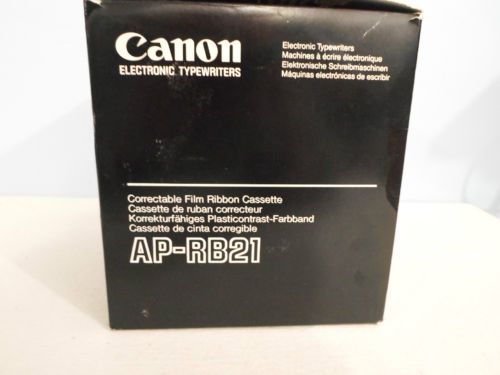 Canon
ELECTRONIC TYPEWRITERS
Electronic Typewriters
Machines à écrire électronique
Elektronische Schreibmaschinen
Máquinas electrónicas de escribir
Correctable Film Ribbon Cassette
Cassette de ruban correcteur
Korrekturfähiges Plasticontrast-Farbband
Cassette de cinta corregible
AP-RB21